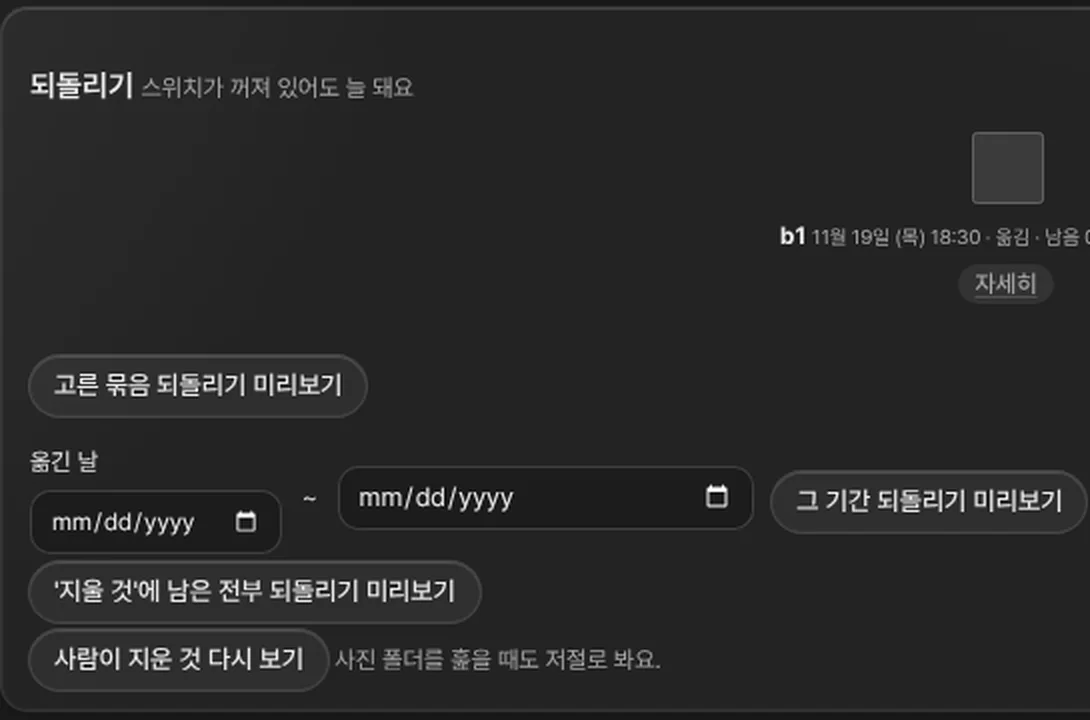 되돌리기 스위치가 꺼져 있어도 늘 돼요
b1 11월 19일 (목) 18:30 · 옮김 · 남음
자세히
고른 묶음 되돌리기 미리보기
옮긴 날
mm/dd/yyyy ~ mm/dd/yyyy 그 기간 되돌리기 미리보기
'지울 것'에 남은 전부 되돌리기 미리보기
사람이 지운 것 다시 보기 사진 폴더를 훑을 때도 저절로 봐요.